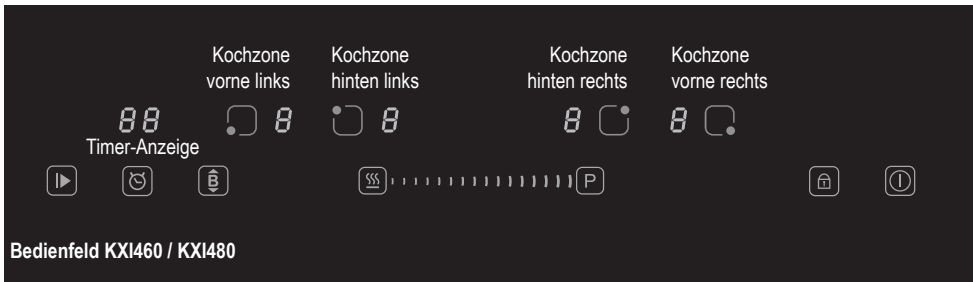 Kochzone vorne links
Kochzone hinten links
Kochzone hinten rechts
Kochzone vorne rechts
88
8
8
8
8
Timer-Anzeige
B
P
Bedienfeld KXI460 / KXI480